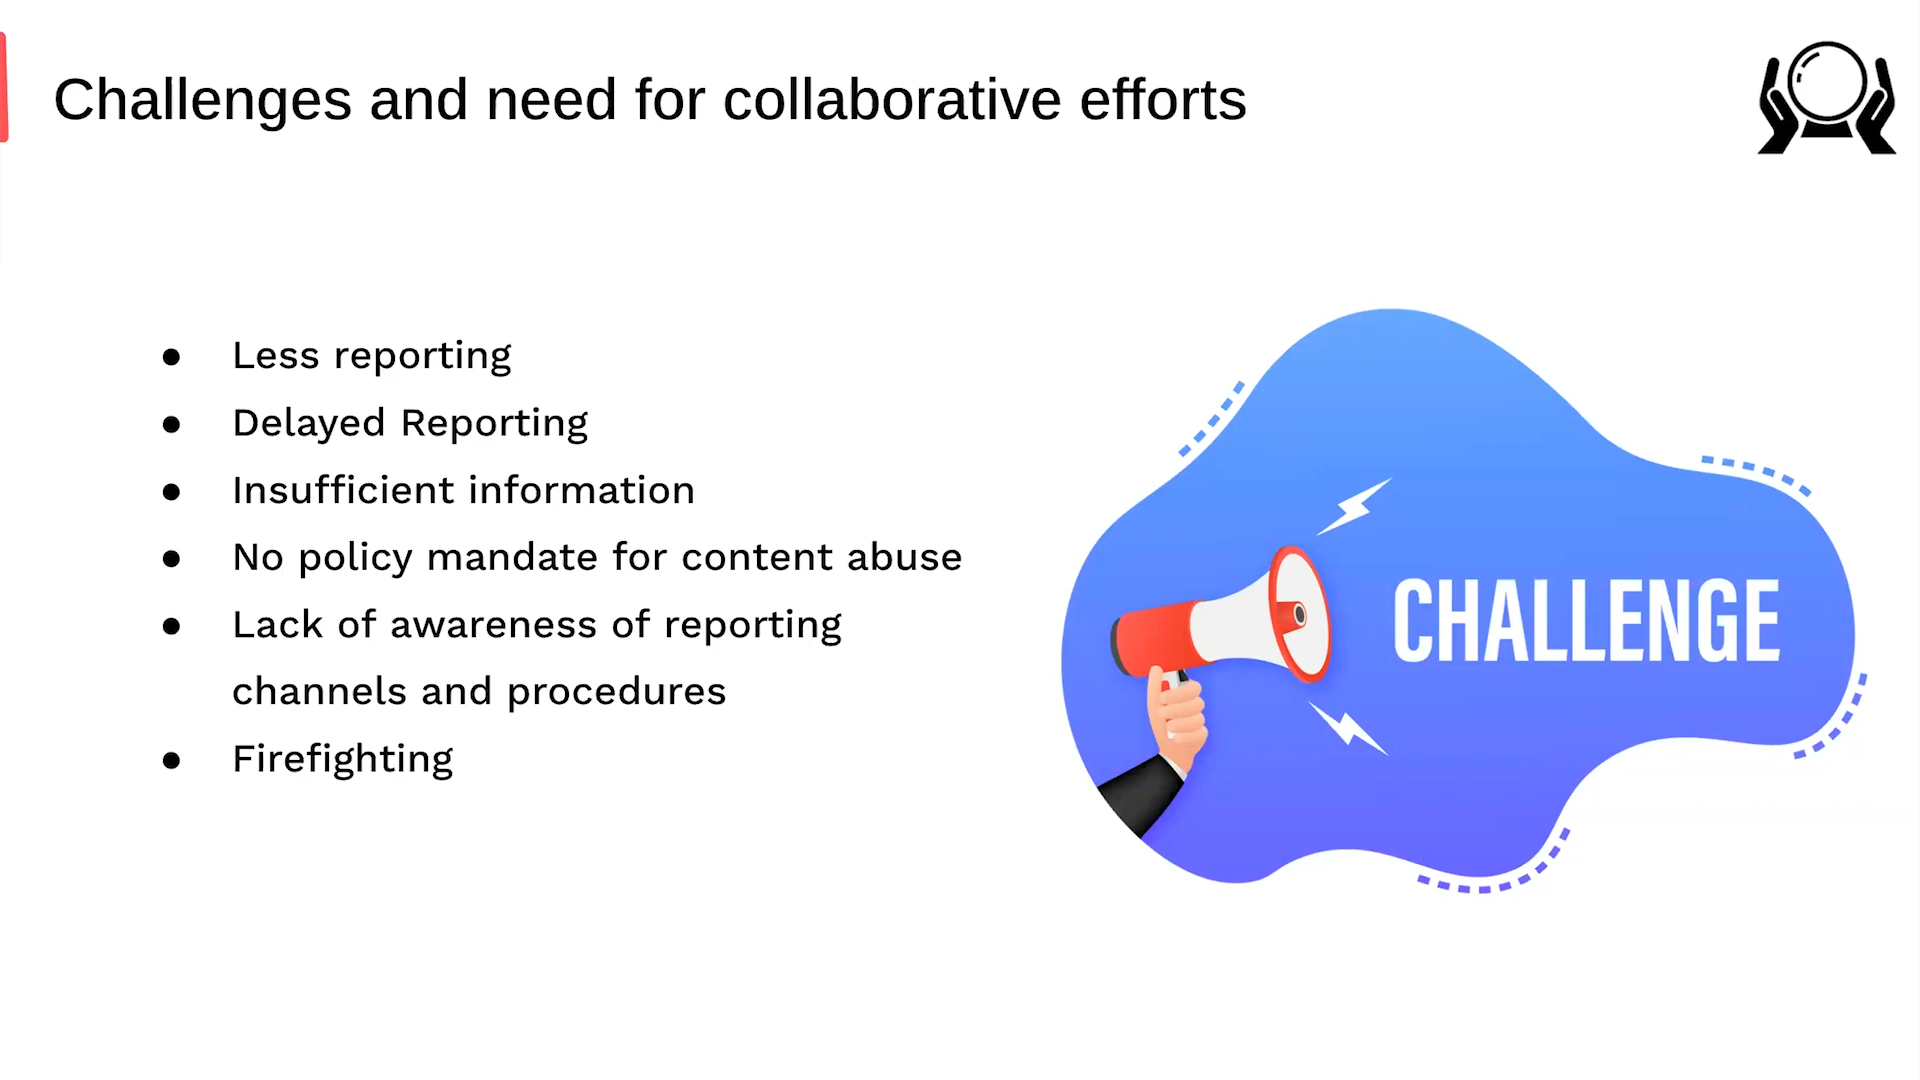 Challenges and need for collaborative efforts
● Less reporting
● Delayed Reporting
● Insufficient information
● No policy mandate for content abuse
● Lack of awareness of reporting
channels and procedures
● Firefighting
CHALLENGE